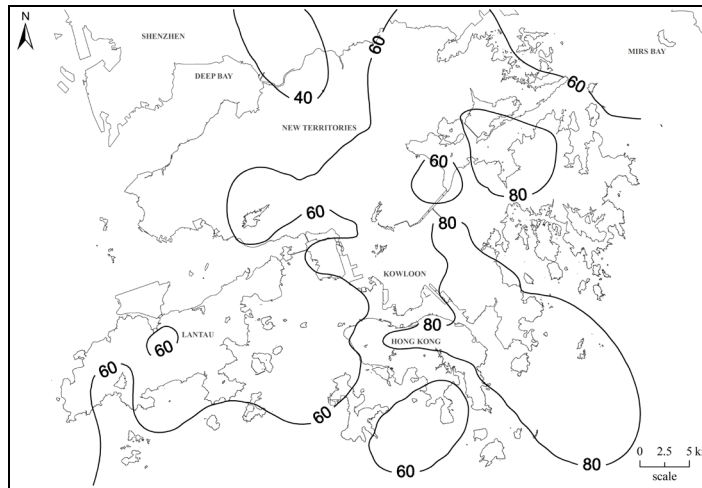 N
SHENZHEN
MIRS BAY
60
DEEP BAY
60
40
NEW TERRITORIES
60
80
60
80
KOWLOON
80
HONG KONG
LANTAU
60
60
60
60
80
0 2.5 5 k
scale